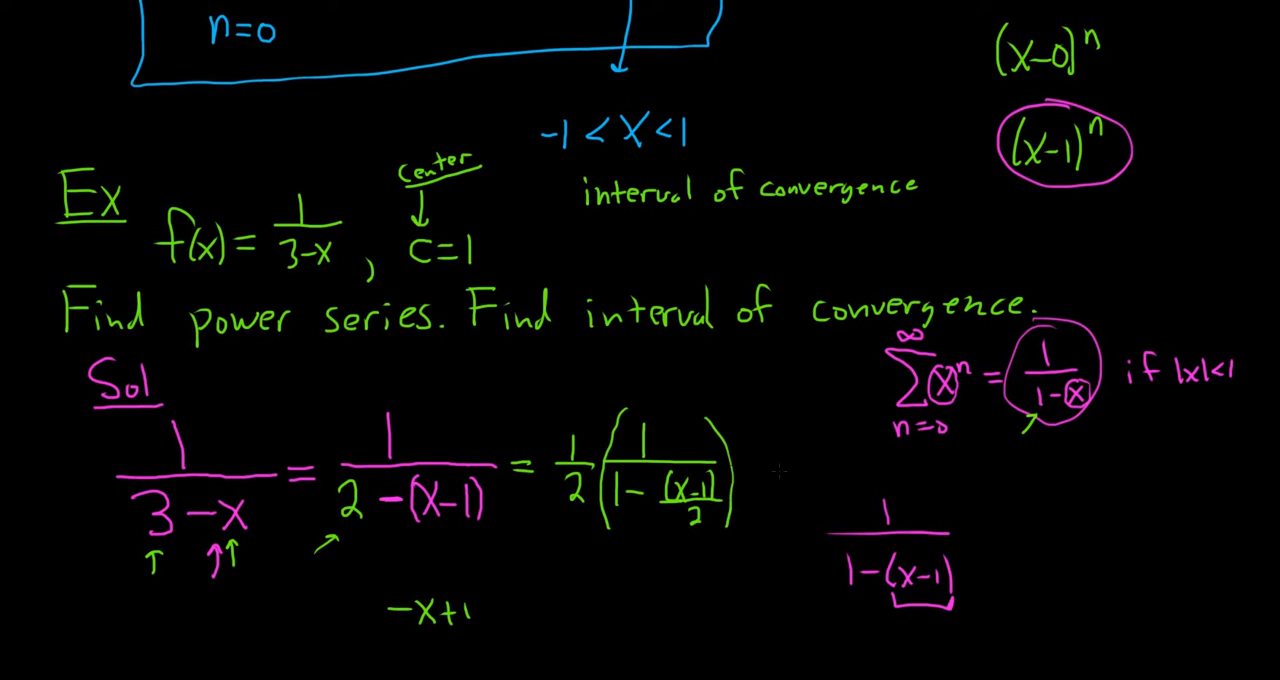 n=0
(x-0)^n
-1 < x < 1
(x-1)^n
center
interval of convergence
Ex
f(x) = 1/(3-x), C=1
Find power series. Find interval of convergence.
∑_{n=0}^{∞} x^n = 1/(1-x) if |x|<1
Sol
1/(3-x) = 1/(2-(x-1)) = 1/2 (1/(1-(x-1)/2))
1/(1-(x-1))
-x+1